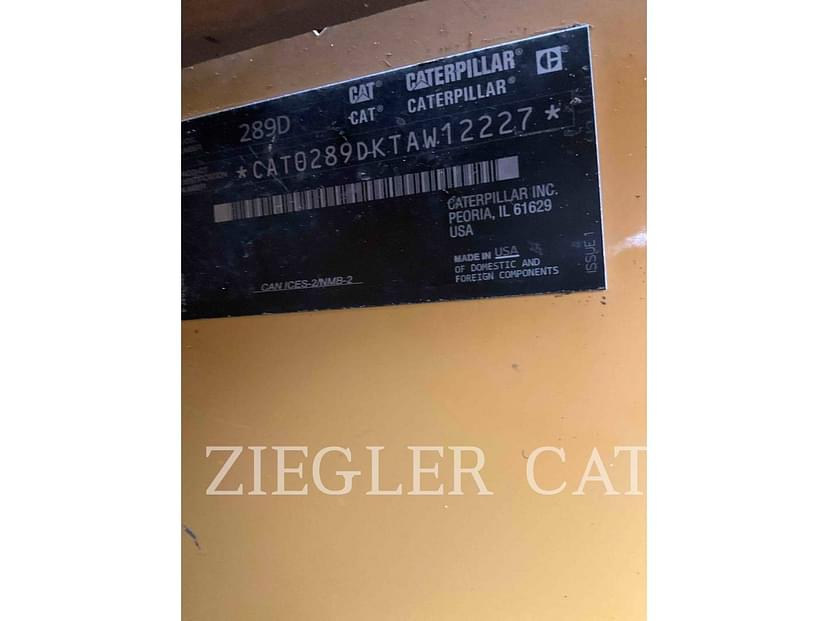 CAT® CATERPILLAR®
CAT® CATERPILLAR®
289D
*CAT0289DKTAW12227*
CATERPILLAR INC.
PEORIA, IL 61629
USA
MADE IN USA
OF DOMESTIC AND
FOREIGN COMPONENTS
CAN ICES-2/NMB-2
ISSUE 1
ZIEGLER CAT